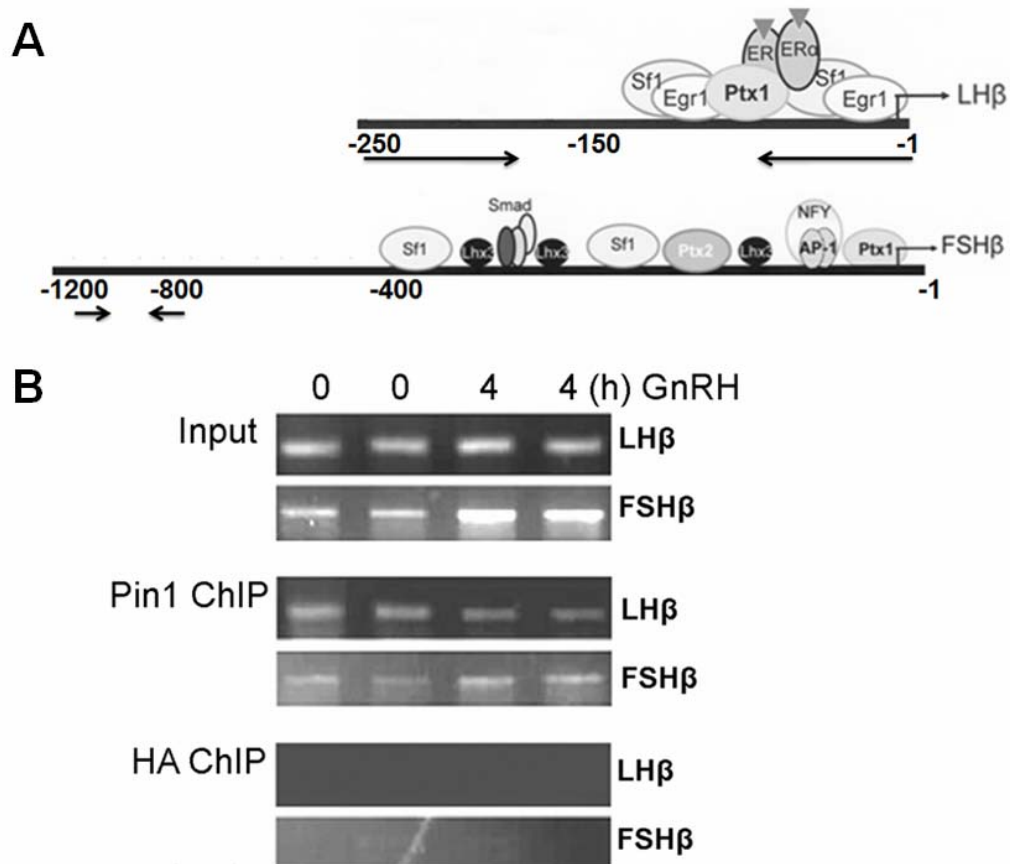 A
ER
ERα
Sf1
Egr1
Ptx1
Sf1
Egr1
LHβ
-250
-150
-1
Smad
NFY
Sf1
Lhx3
Lhx3
Sf1
Ptx2
Lhx3
AP-1
Ptx1
FSHβ
-1200
-800
-400
-1
B
0 0 4 4 (h) GnRH
Input
LHβ
FSHβ
Pin1 ChIP
LHβ
FSHβ
HA ChIP
LHβ
FSHβ